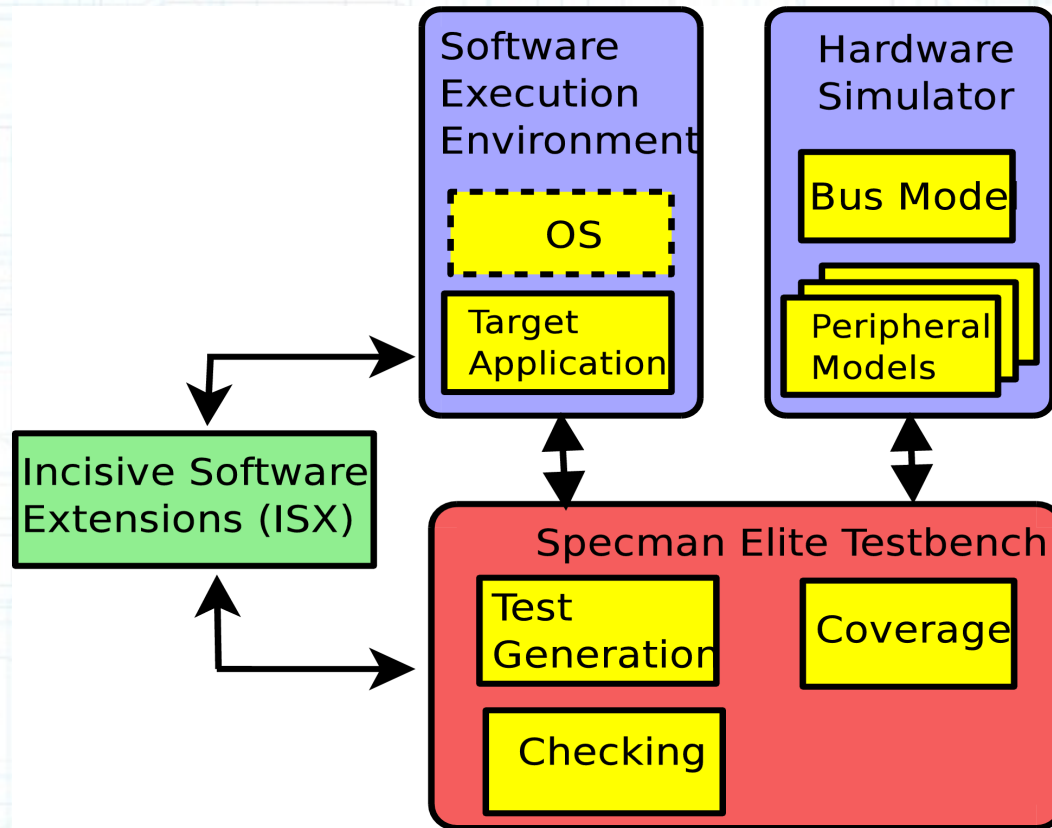 Software
Execution
Environment
OS
Target
Application
Hardware
Simulator
Bus Model
Peripheral
Models
Incisive Software
Extensions (ISX)
Specman Elite Testbench
Test
Generation
Coverage
Checking